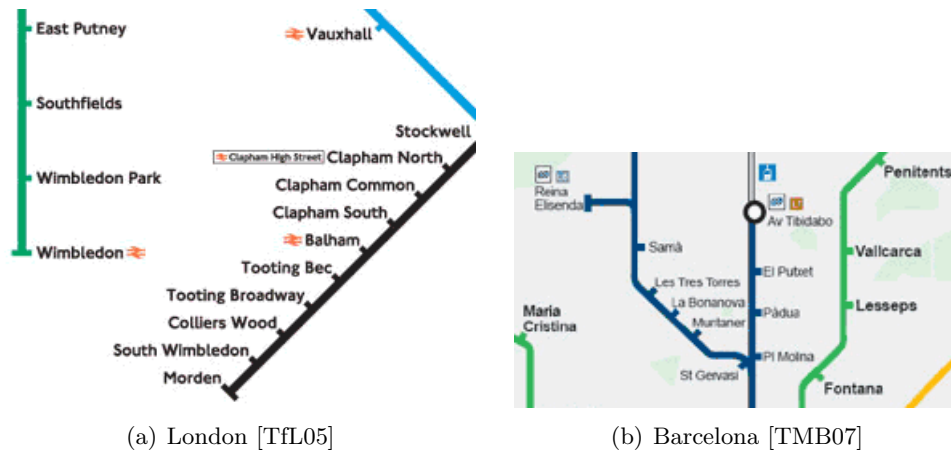 East Putney
Vauxhall
Southfields
Stockwell
Clapham High Street Clapham North
Wimbledon Park
Clapham Common
Clapham South
Wimbledon
Balham
Tooting Bec
Tooting Broadway
Colliers Wood
South Wimbledon
Morden
(a) London [TfL05]
Penitents
Reina
Elisenda
Av Tibidabo
Sarrà
Vallcarca
El Putxet
Les Tres Torres
La Bonanova
Lesseps
Maria
Cristina
Muntaner
Pàdua
Pl Molina
St Gervasi
Fontana
(b) Barcelona [TMB07]